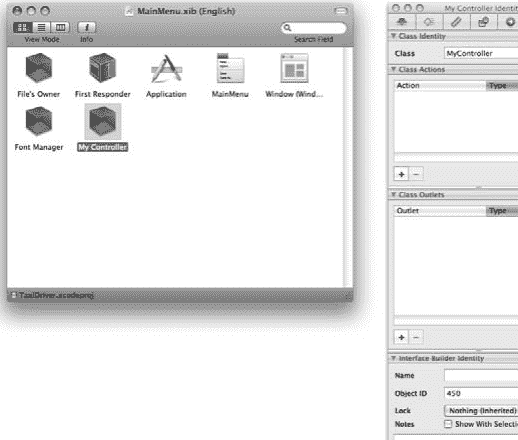 MainMenu.xib (English)
View Mode
Info
Search Field
File's Owner
First Responder
Application
MainMenu
Window (Wind...
Font Manager
My Controller
TaxiDriver.xcodeproj
My Controller Identit
Class Identity
Class
MyController
Class Actions
Action
Type
+ −
Class Outlets
Outlet
Type
+ −
Interface Builder Identity
Name
Object ID
450
Lock
Nothing (Inherited)
Notes
Show With Selecti